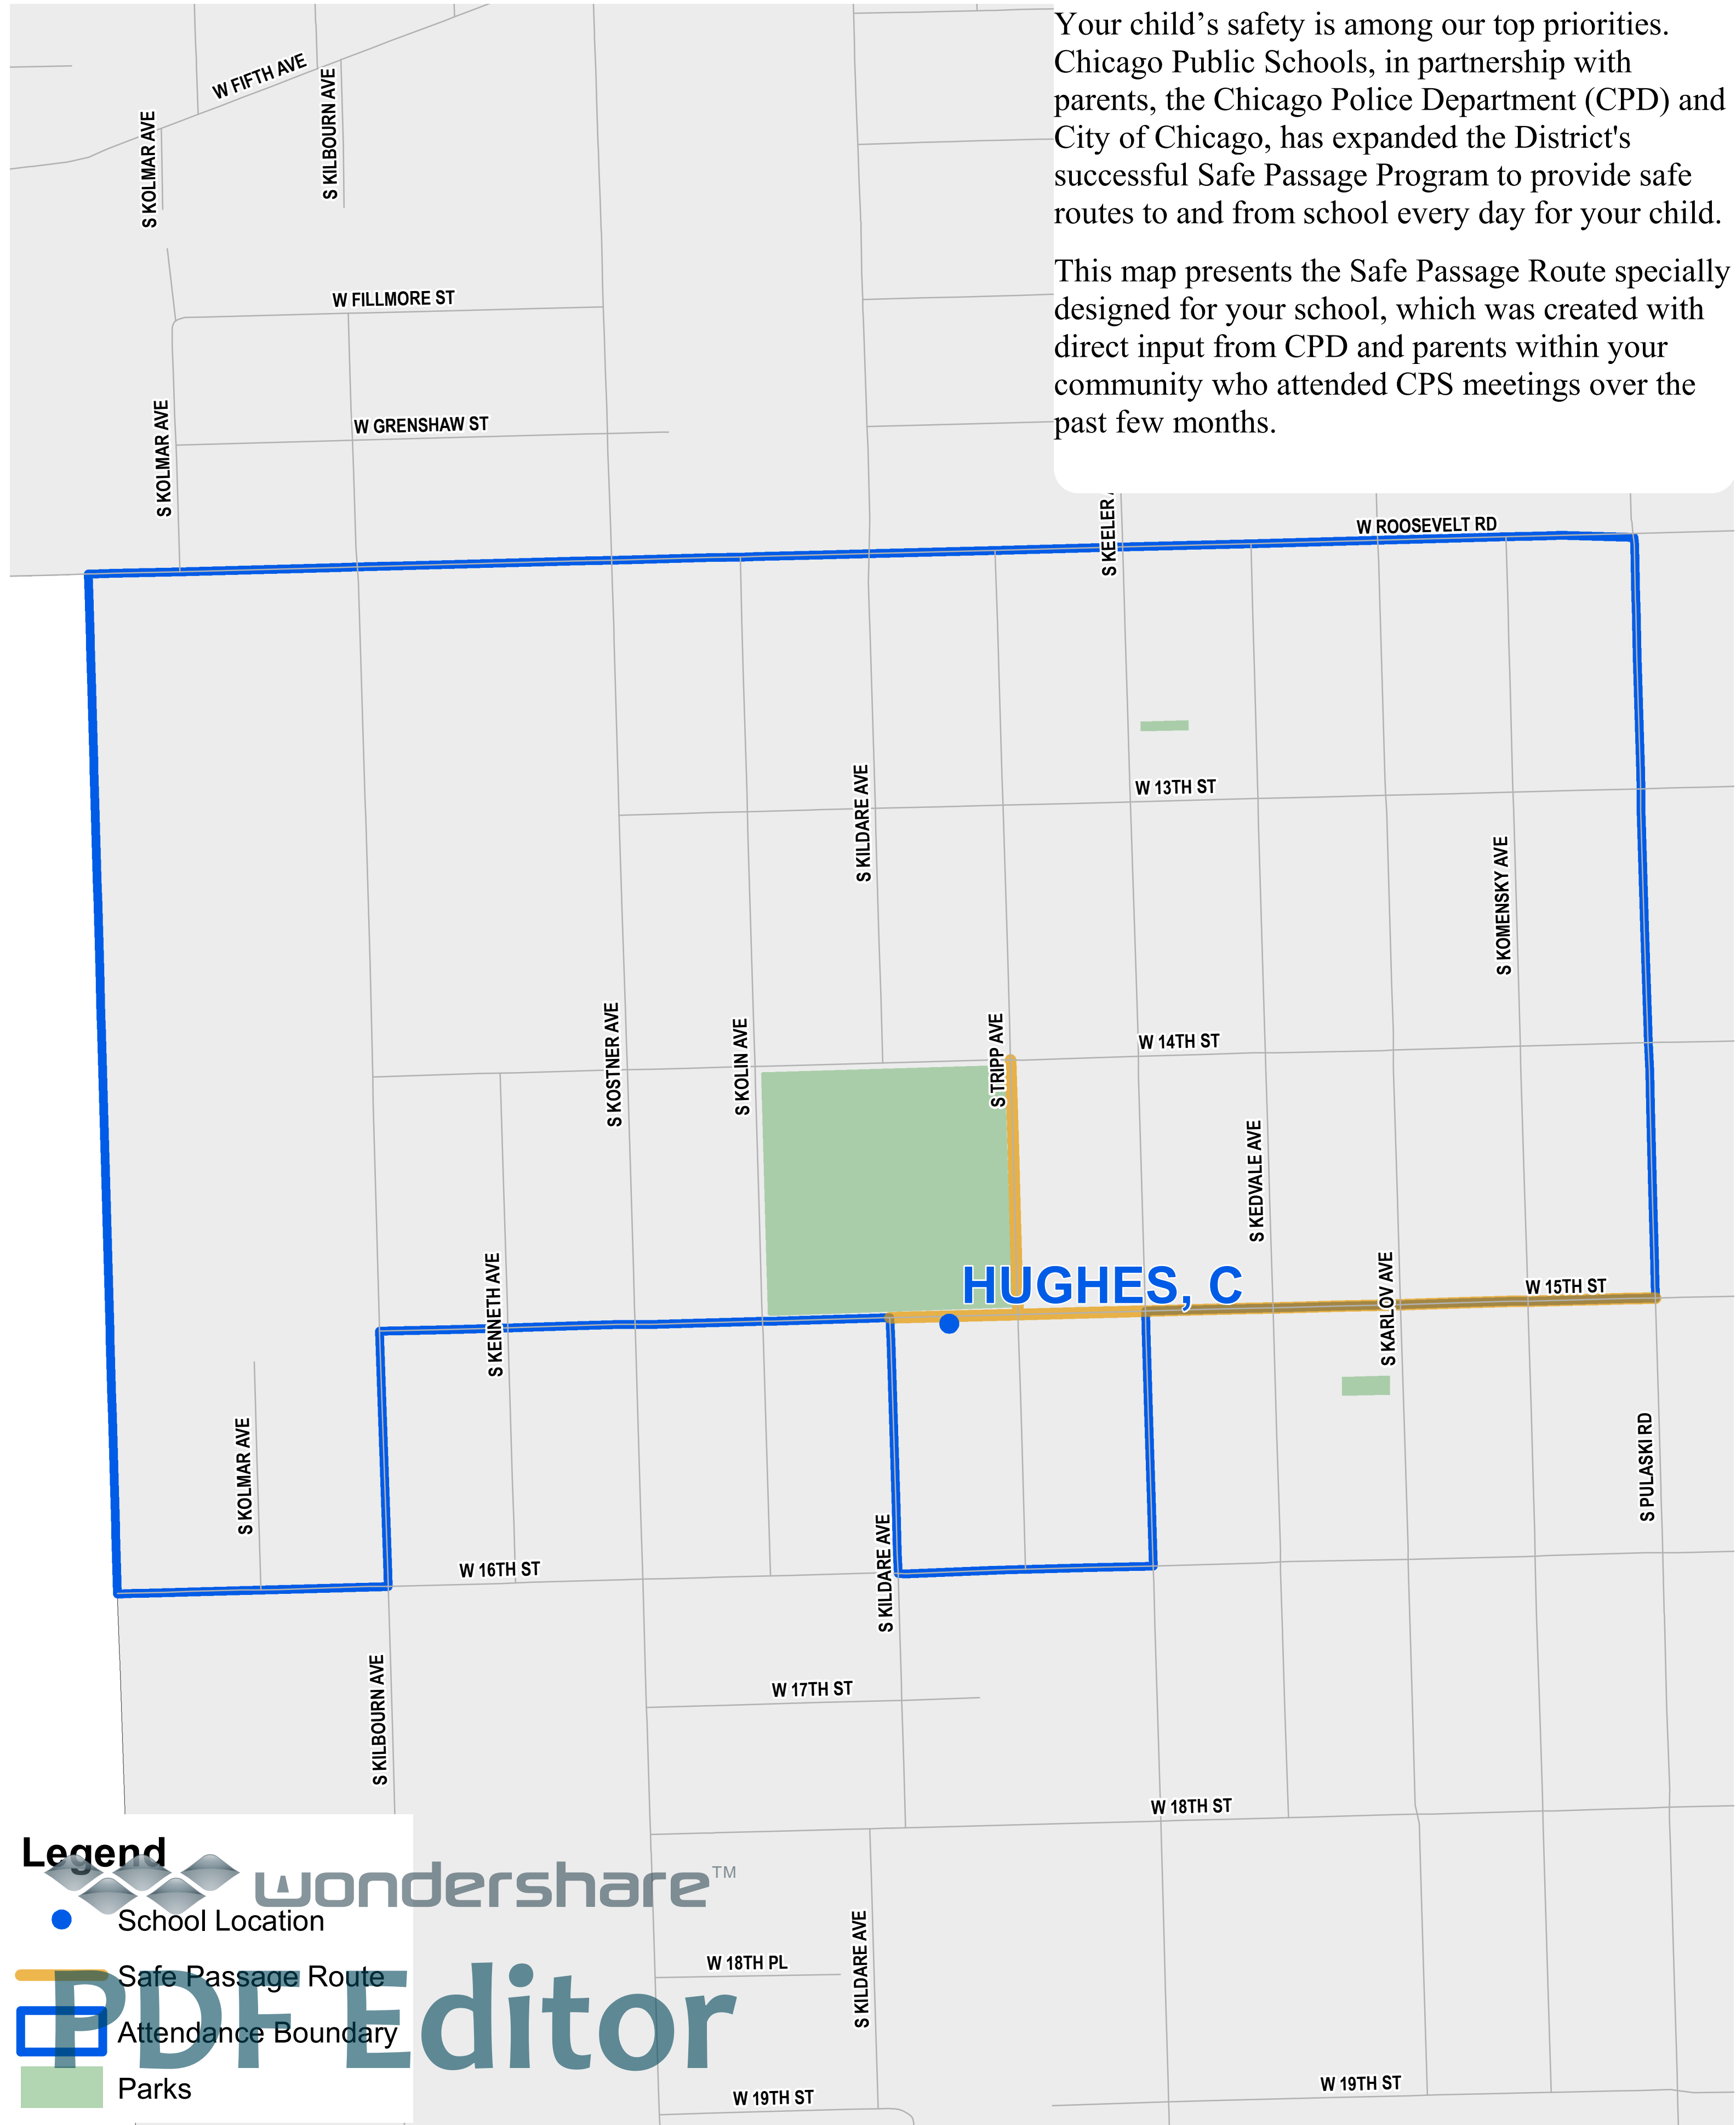 Your child’s safety is among our top priorities.
Chicago Public Schools, in partnership with
parents, the Chicago Police Department (CPD) and
City of Chicago, has expanded the District's
successful Safe Passage Program to provide safe
routes to and from school every day for your child.
This map presents the Safe Passage Route specially
designed for your school, which was created with
direct input from CPD and parents within your
community who attended CPS meetings over the
past few months.
W FIFTH AVE
S KILBOURN AVE
S KOLMAR AVE
W FILLMORE ST
S KOLMAR AVE
W GRENSHAW ST
S KEELER
W ROOSEVELT RD
W 13TH ST
S KILDARE AVE
S KOMENSKY AVE
S KOSTNER AVE
S KOLIN AVE
S TRIPP AVE
W 14TH ST
S KEDVALE AVE
S KENNETH AVE
HUGHES, C
S KARLOV AVE
W 15TH ST
S KOLMAR AVE
S PULASKI RD
W 16TH ST
S KILDARE AVE
S KILBOURN AVE
W 17TH ST
W 18TH ST
S KILDARE AVE
W 18TH PL
W 19TH ST
W 19TH ST
Legend
wondershare™
School Location
Safe Passage Route
PDF Editor
Attendance Boundary
Parks